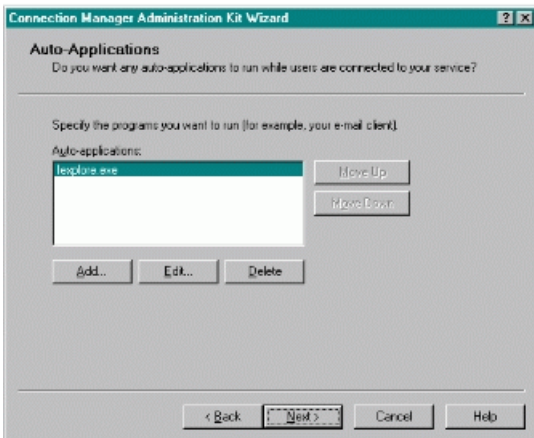 Connection Manager Administration Kit Wizard
Auto-Applications
Do you want any auto-applications to run while users are connected to your service?
Specify the programs you want to run (for example, your e-mail client).
Auto-applications:
Iexplore.exe
Move Up
Move Down
Add...
Edit...
Delete
< Back
Next >
Cancel
Help